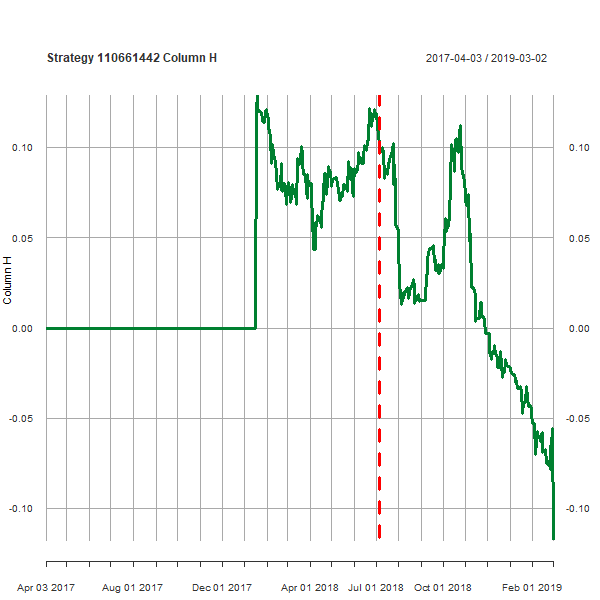 Strategy 110661442 Column H
2017-04-03 / 2019-03-02
0.10 0.10
0.05 0.05
Column H
0.00 0.00
-0.05 -0.05
-0.10 -0.10
Apr 03 2017 Aug 01 2017 Dec 01 2017 Apr 01 2018 Jul 01 2018 Oct 01 2018 Feb 01 2019